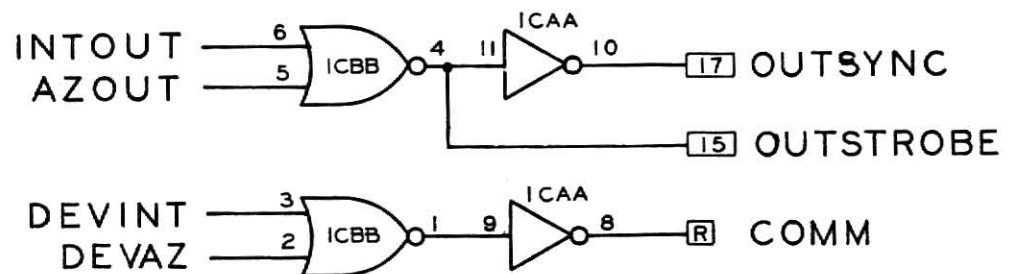 INTOUT
AZOUT
6
5
ICBB
4
11
ICAA
10
17 OUTSYNC
15 OUTSTROBE
DEVINT
DEVAZ
3
2
ICBB
1
9
ICAA
8
R COMM